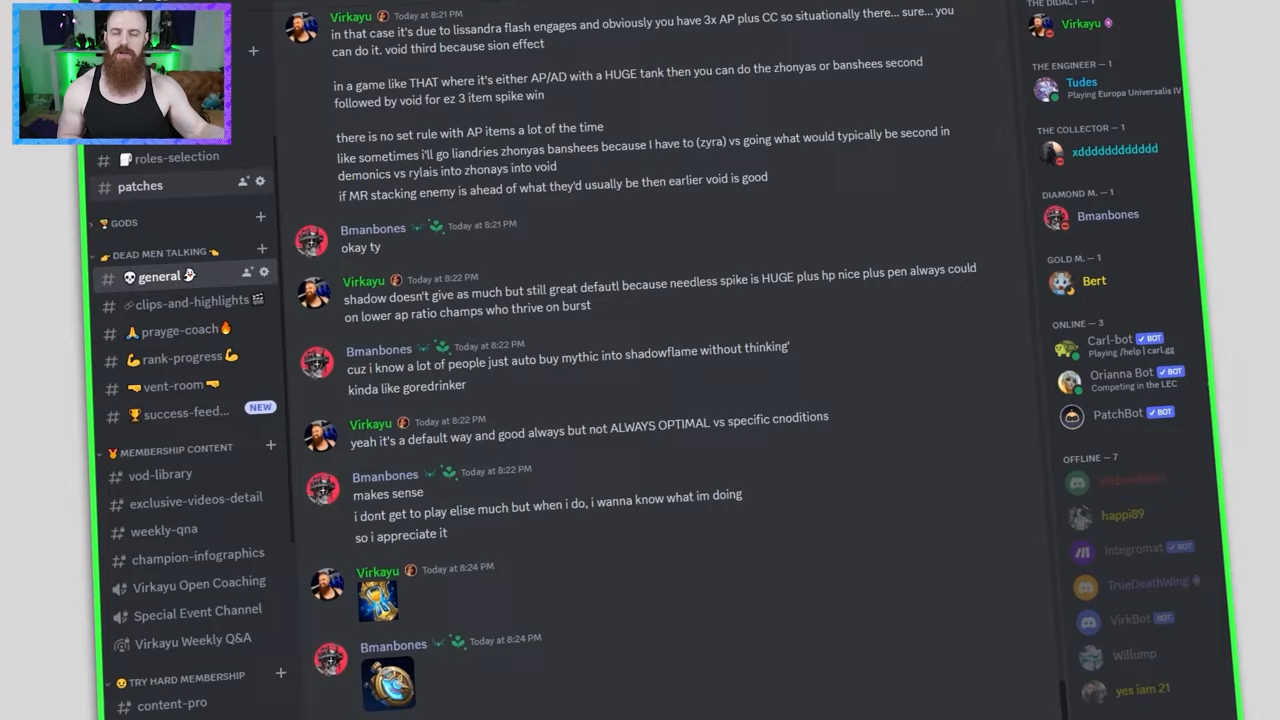 roles-selection
patches
GODS
DEAD MEN TALKING
general
clips-and-highlights
prayge-coach
rank-progress
vent-room
success-feed...
NEW
MEMBERSHIP CONTENT
vod-library
exclusive-videos-detail
weekly-qna
champion-infographics
Virkayu Open Coaching
Special Event Channel
Virkayu Weekly Q&A
TRY HARD MEMBERSHIP
content-pro
Virkayu Today at 8:21 PM
in that case it's due to lissandra flash engages and obviously you have 3x AP plus CC so situationally there... sure... you
can do it. void third because sion effect
in a game like THAT where it's either AP/AD with a HUGE tank then you can do the zhonyas or banshees second
followed by void for ez 3 item spike win
there is no set rule with AP items a lot of the time
like sometimes i'll go liandries zhonyas banshees because I have to (zyra) vs going what would typically be second in
demonics vs rylais into zhonays into void
if MR stacking enemy is ahead of what they'd usually be then earlier void is good
Bmanbones Today at 8:21 PM
okay ty
Virkayu Today at 8:22 PM
shadow doesn't give as much but still great defautl because needless spike is HUGE plus hp nice plus pen always could
on lower ap ratio champs who thrive on burst
Bmanbones Today at 8:22 PM
cuz i know a lot of people just auto buy mythic into shadowflame without thinking'
kinda like goredrinker
Virkayu Today at 8:22 PM
yeah it's a default way and good always but not ALWAYS OPTIMAL vs specific cnoditions
Bmanbones Today at 8:22 PM
makes sense
i dont get to play elise much but when i do, i wanna know what im doing
so i appreciate it
Virkayu Today at 8:24 PM
Bmanbones Today at 8:24 PM
THE DIDACT — 1
Virkayu
THE ENGINEER — 1
Tudes
Playing Europa Universalis IV
THE COLLECTOR — 1
xdddddddddddd
DIAMOND M. — 1
Bmanbones
GOLD M. — 1
Bert
ONLINE — 3
Carl-bot BOT
Playing /help | carl.gg
Orianna Bot BOT
Competing in the LEC
PatchBot BOT
OFFLINE — 7
happi89
Integromat BOT
TrueDeathWing
VirkBot BOT
Willump
yes iam 21